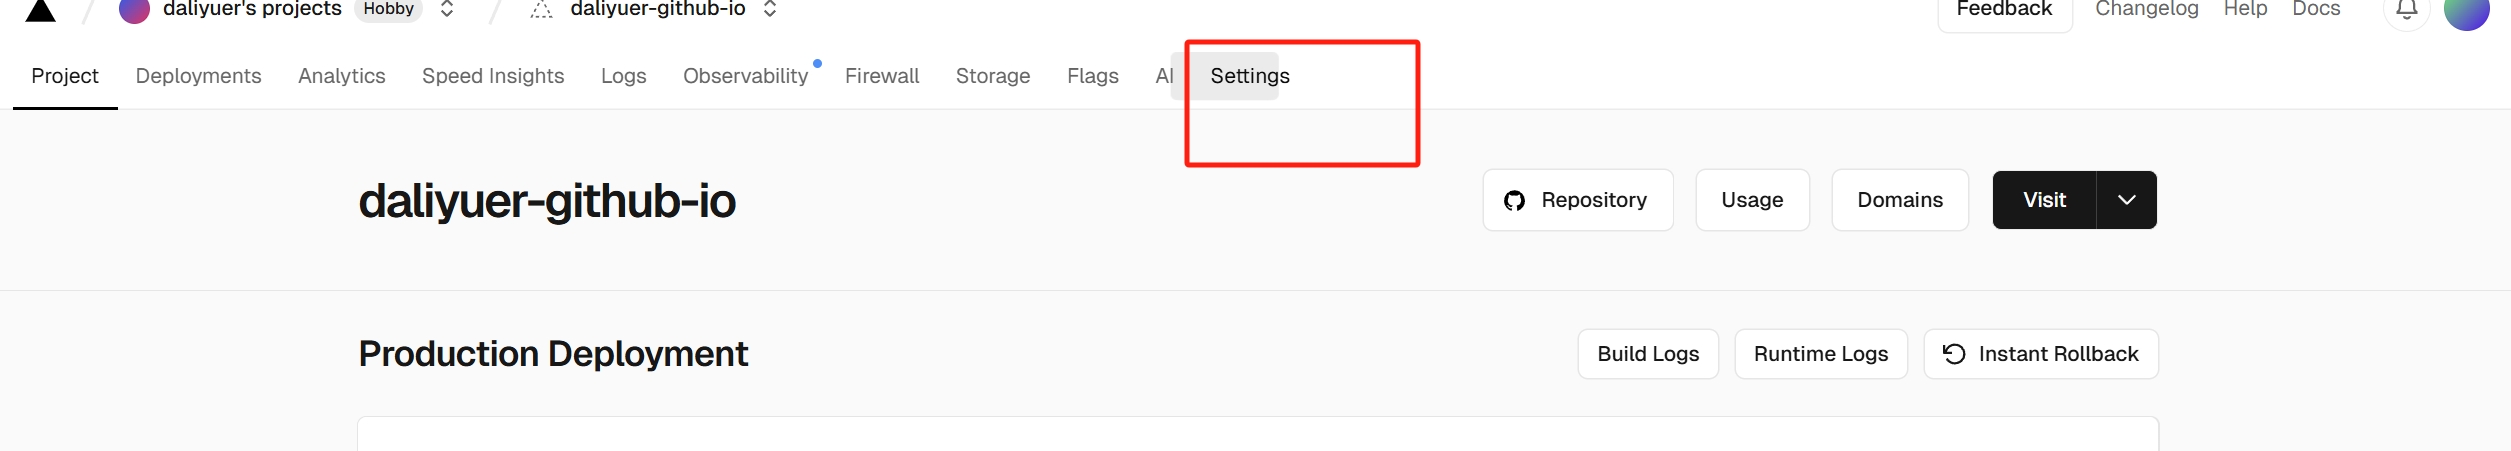 daliyuer's projects Hobby daliyuer-github-io Feedback Changelog Help Docs
Project Deployments Analytics Speed Insights Logs Observability Firewall Storage Flags AI Settings
daliyuer-github-io Repository Usage Domains Visit
Production Deployment Build Logs Runtime Logs Instant Rollback